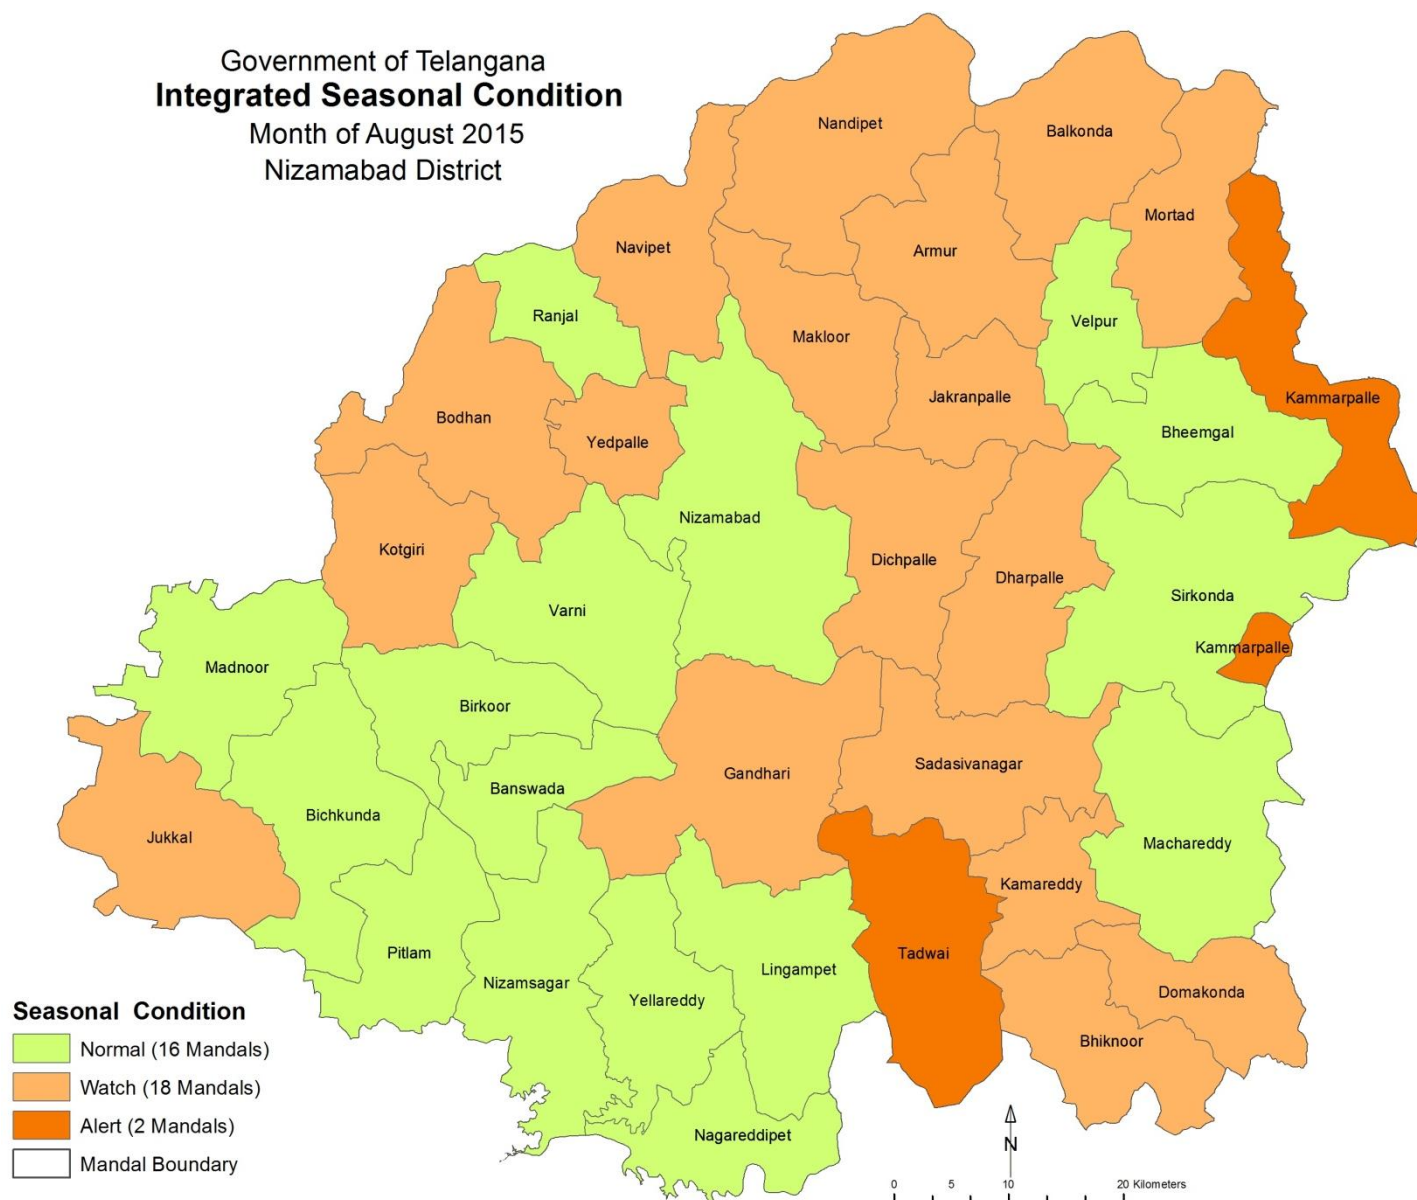 Government of Telangana
Integrated Seasonal Condition
Month of August 2015
Nizamabad District
Nandipet
Balkonda
Mortad
Navipet
Armur
Ranjal
Velpur
Makloor
Jakranpalle
Kammarpalle
Bodhan
Yedpalle
Bheemgal
Nizamabad
Kotgiri
Dichpalle
Dharpalle
Sirkonda
Varni
Kammarpalle
Madnoor
Birkoor
Gandhari
Sadasivanagar
Banswada
Bichkunda
Jukkal
Machareddy
Kamareddy
Pitlam
Tadwai
Lingampet
Nizamsagar
Domakonda
Yellareddy
Bhiknoor
Nagareddipet
Seasonal Condition
Normal (16 Mandals)
Watch (18 Mandals)
Alert (2 Mandals)
Mandal Boundary
N
0 5 10 20 Kilometers